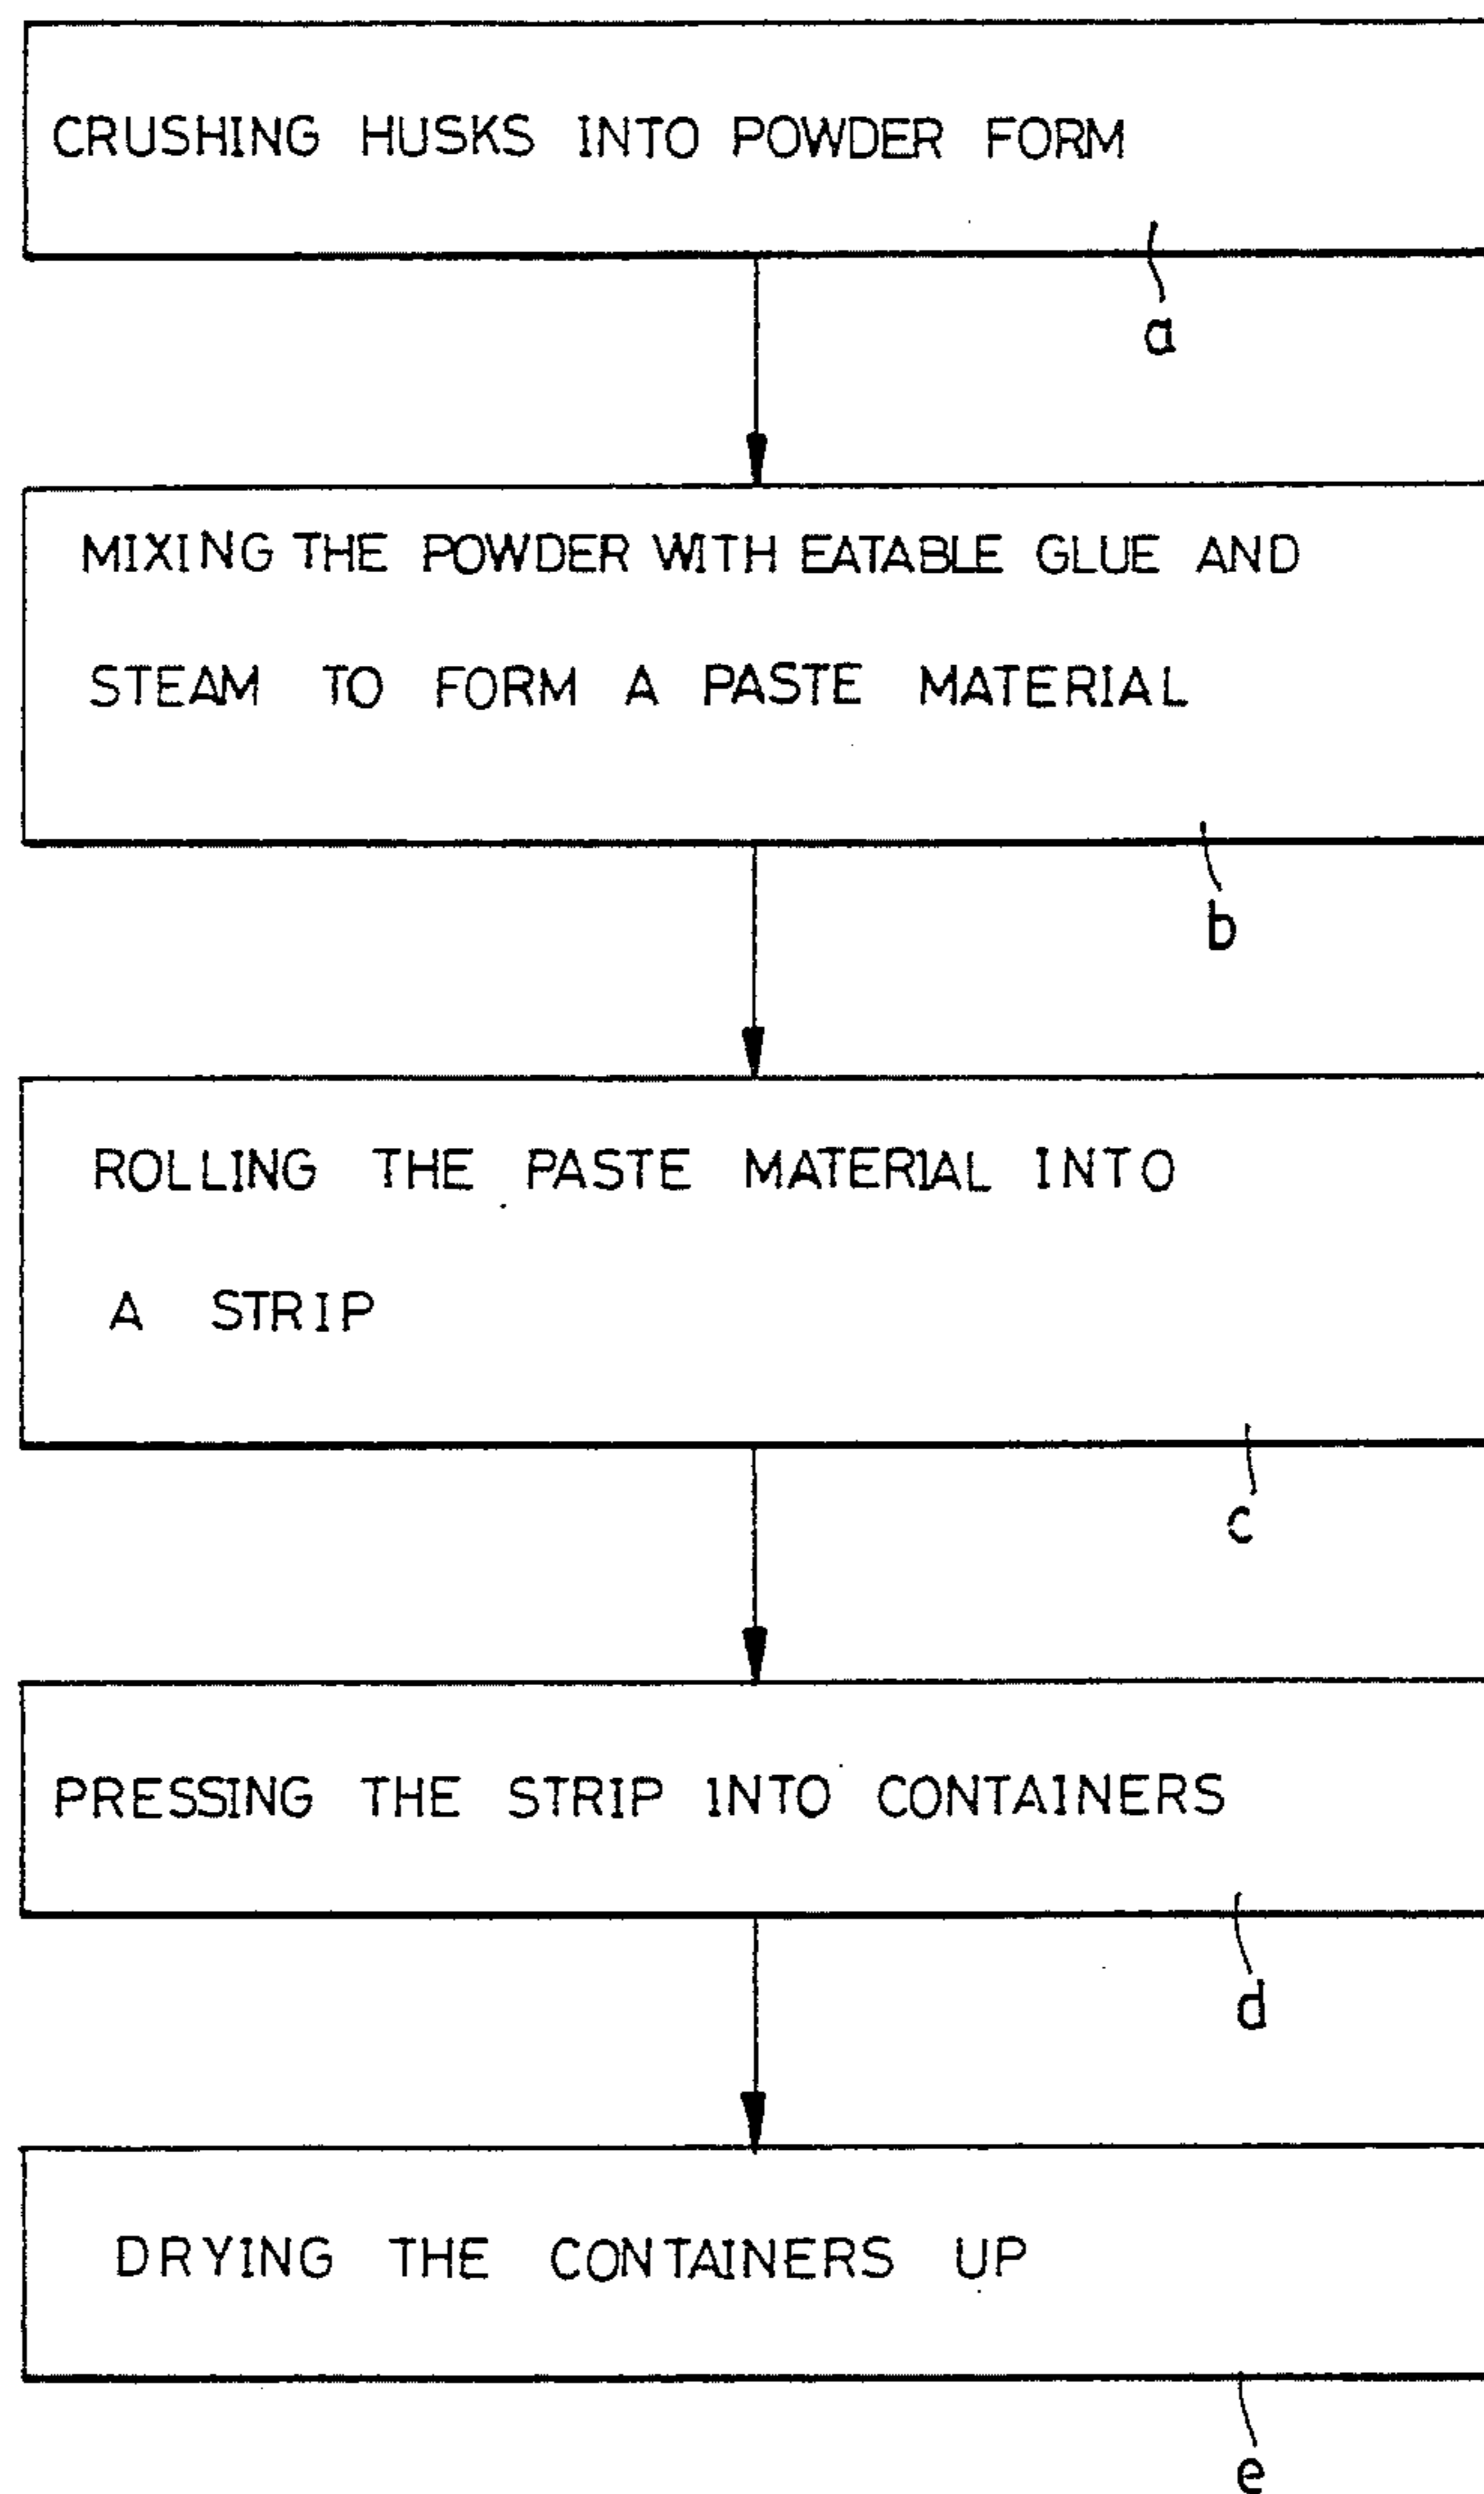 CRUSHING HUSKS INTO POWDER FORM
a
MIXING THE POWDER WITH EATABLE GLUE AND
STEAM TO FORM A PASTE MATERIAL
b
ROLLING THE PASTE MATERIAL INTO
A STRIP
c
PRESSING THE STRIP INTO CONTAINERS
d
DRYING THE CONTAINERS UP
e